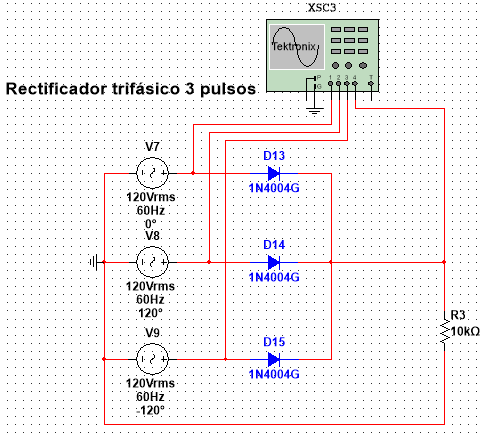 XSC3
Tektronix
P
G
1 2 3 4 T
Rectificador trifásico 3 pulsos
V7
120Vrms
60Hz
0°
D13
1N4004G
V8
120Vrms
60Hz
120°
D14
1N4004G
V9
120Vrms
60Hz
-120°
D15
1N4004G
R3
10kΩ